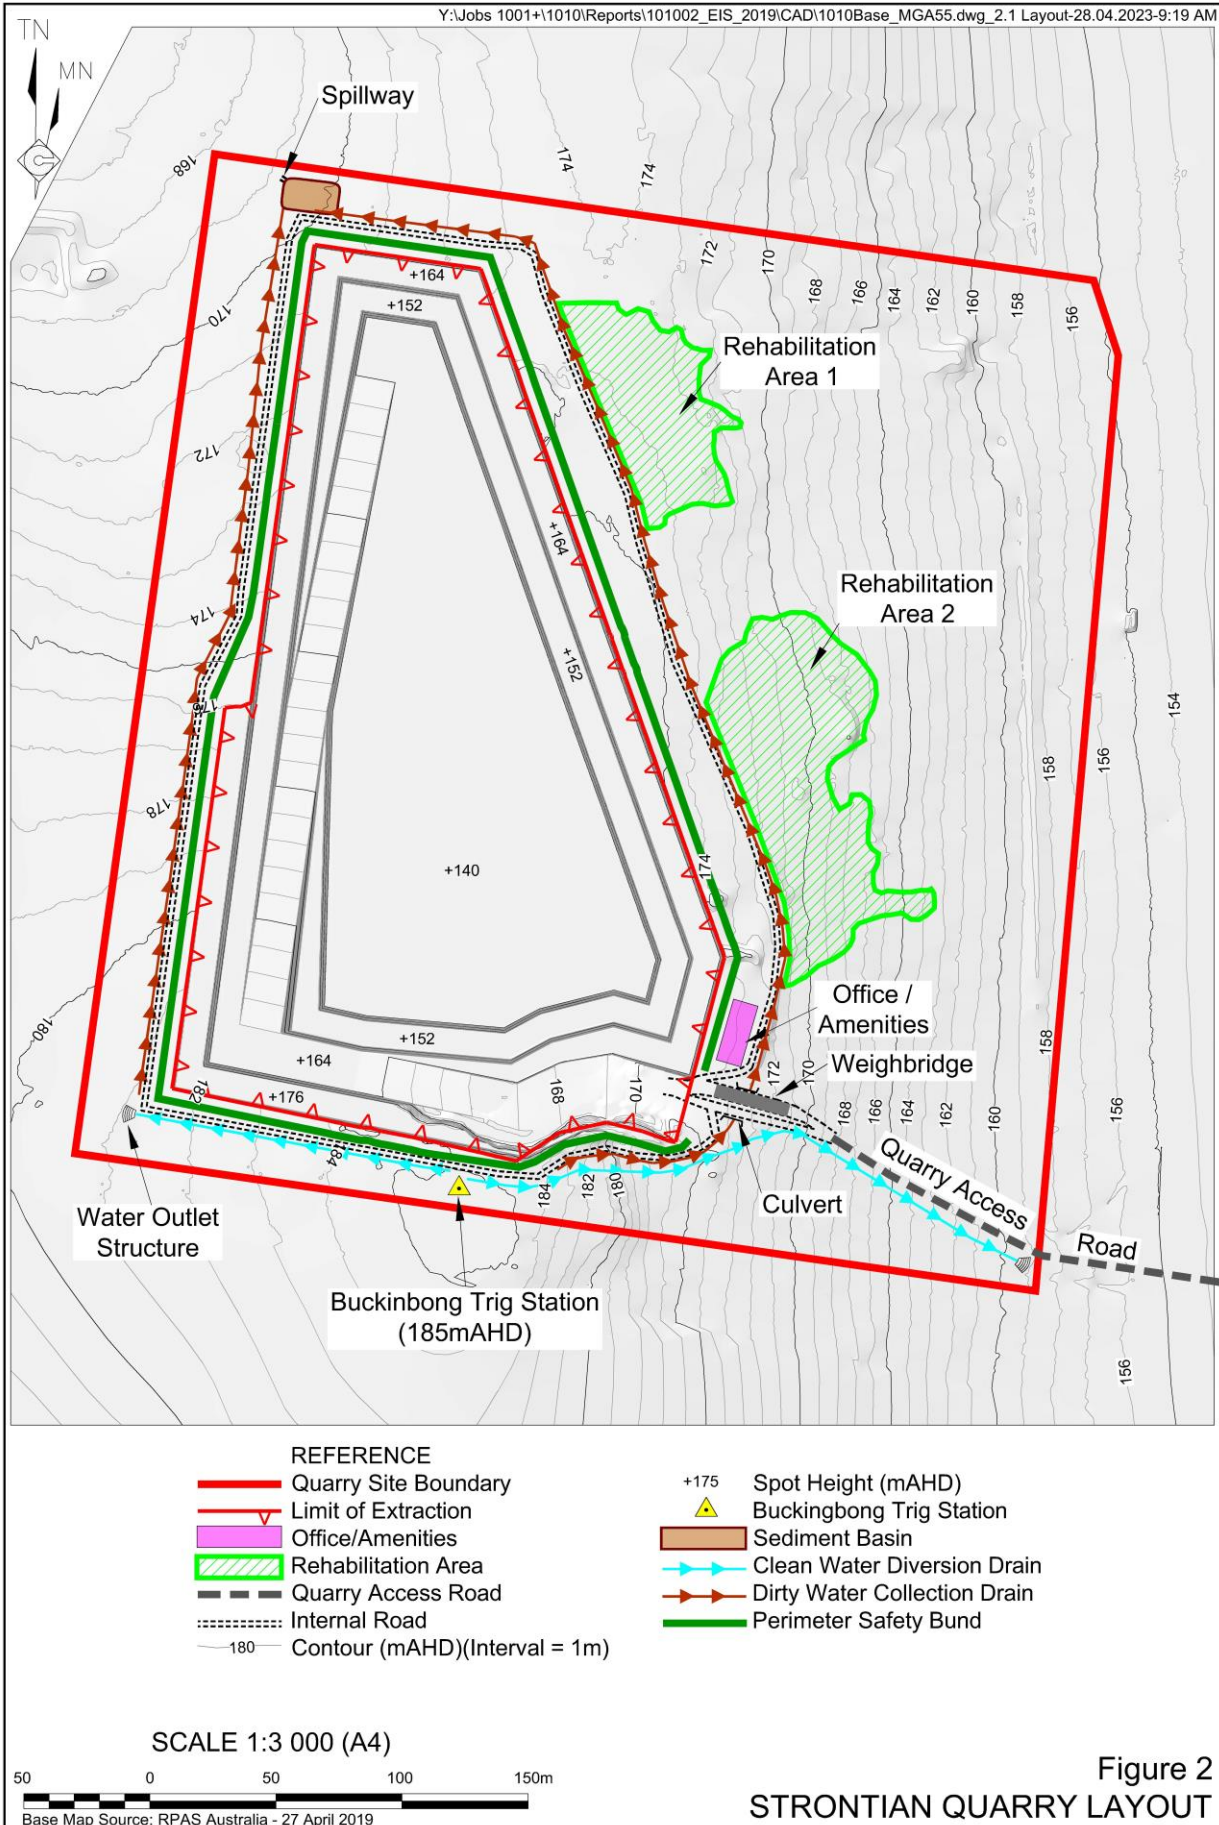 Y:\Jobs 1001+\1010\Reports\101002_EIS_2019\CAD\1010Base_MGA55.dwg_2.1 Layout-28.04.2023-9:19 AM
TN
MN
Spillway
168
174
174
172
170
168
166
164
162
160
158
156
+164
+152
170
Rehabilitation
Area 1
172
+164
Rehabilitation
Area 2
174
+152
176
154
158
156
178
+140
174
Office /
Amenities
180
+152
158
+164
Weighbridge
172
170
182
+176
168
170
168
166
164
162
160
156
184
184
182
180
Culvert
Quarry Access
Road
Water Outlet
Structure
Buckinbong Trig Station
(185mAHD)
156
REFERENCE
Quarry Site Boundary
Limit of Extraction
Office/Amenities
Rehabilitation Area
Quarry Access Road
Internal Road
180 Contour (mAHD)(Interval = 1m)
+175 Spot Height (mAHD)
Buckingbong Trig Station
Sediment Basin
Clean Water Diversion Drain
Dirty Water Collection Drain
Perimeter Safety Bund
SCALE 1:3 000 (A4)
50 0 50 100 150m
Base Map Source: RPAS Australia - 27 April 2019
Figure 2
STRONTIAN QUARRY LAYOUT